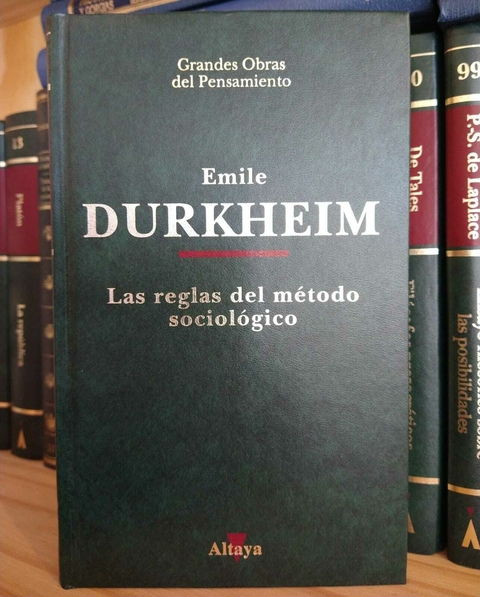 Grandes Obras
del Pensamiento
Emile
DURKHEIM
Las reglas del método
sociológico
Altaya
13
Platón
La república
0
De Tales
99
P.-S. de Laplace
las posibilidades